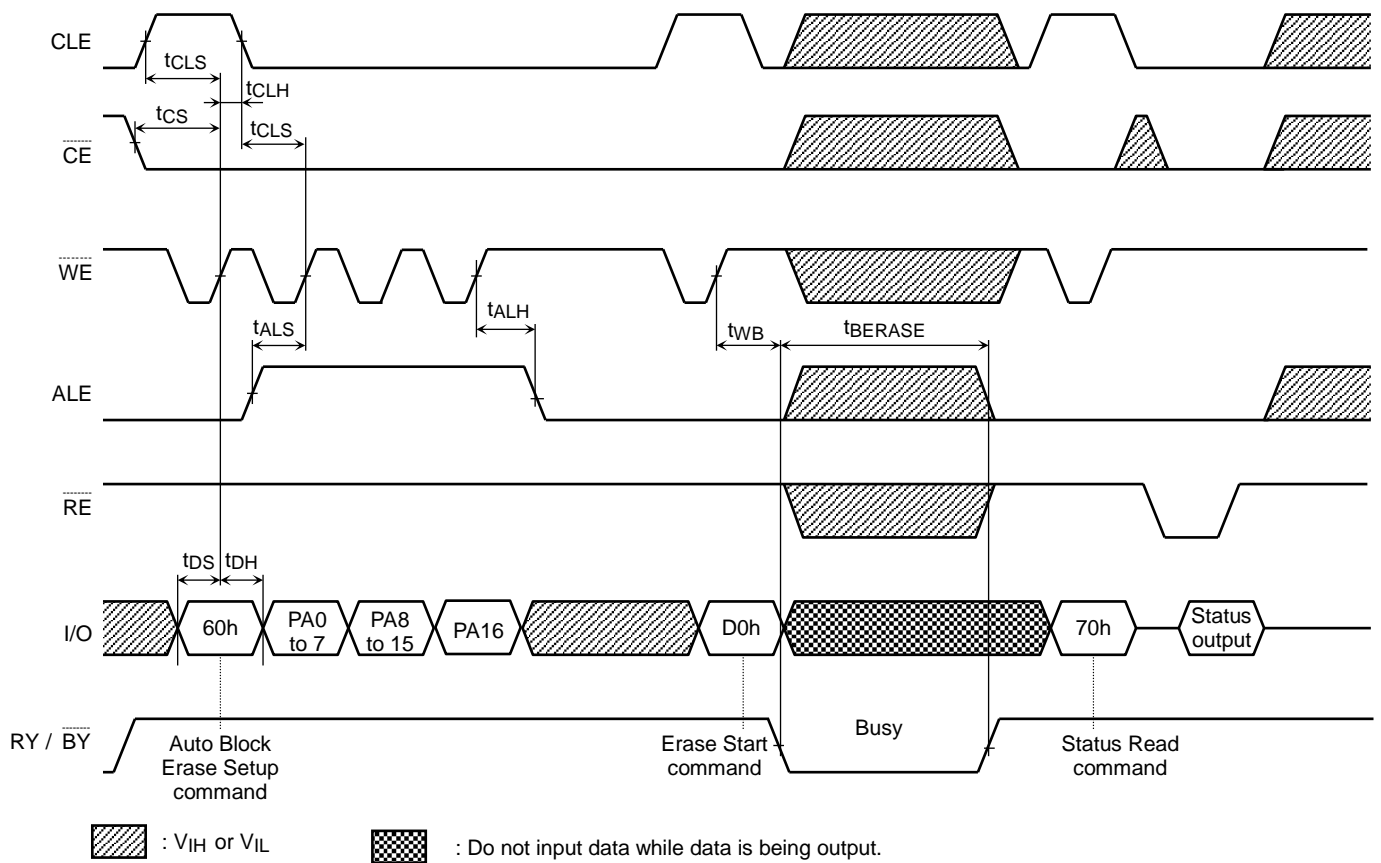 CLE
tCLS
tCLH
tCS
tCLS
CE
WE
tALS
tALH
tWB
tBERASE
ALE
RE
tDS
tDH
I/O
60h
PA0
to 7
PA8
to 15
PA16
D0h
70h
Status
output
RY / BY
Busy
Auto Block
Erase Setup
command
Erase Start
command
Status Read
command
: VIH or VIL
: Do not input data while data is being output.